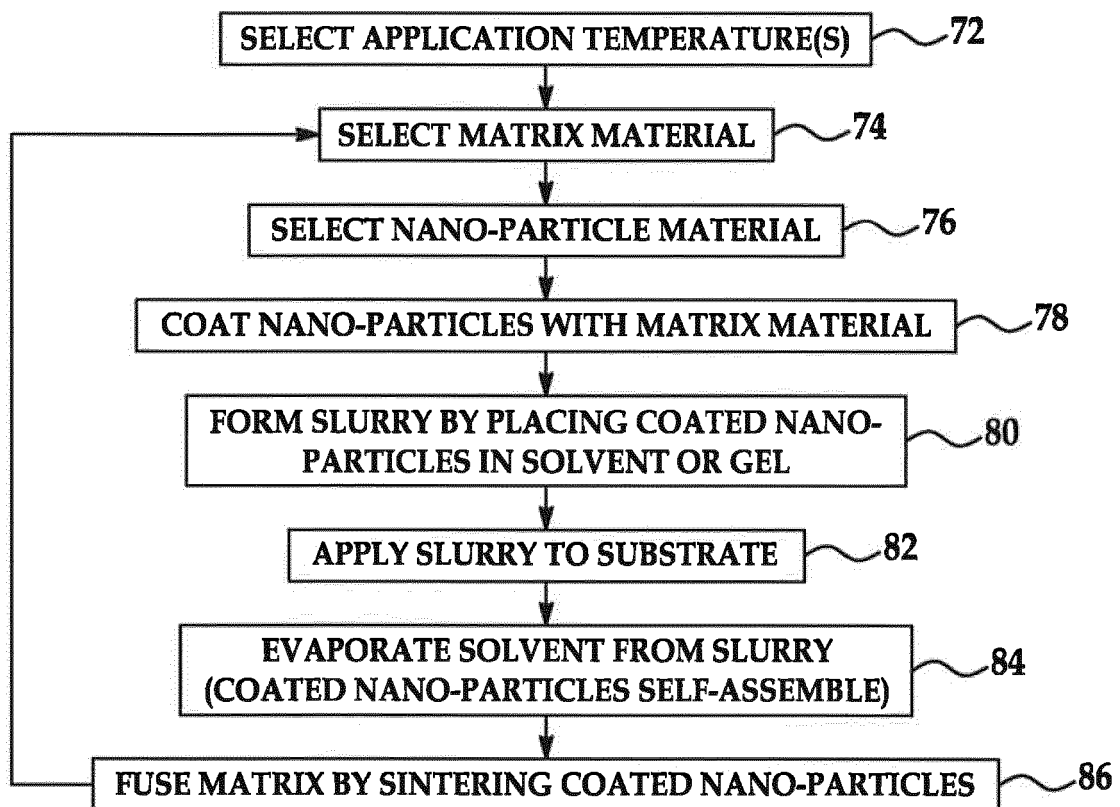 SELECT APPLICATION TEMPERATURE(S) 72
SELECT MATRIX MATERIAL 74
SELECT NANO-PARTICLE MATERIAL 76
COAT NANO-PARTICLES WITH MATRIX MATERIAL 78
FORM SLURRY BY PLACING COATED NANO-
PARTICLES IN SOLVENT OR GEL 80
APPLY SLURRY TO SUBSTRATE 82
EVAPORATE SOLVENT FROM SLURRY
(COATED NANO-PARTICLES SELF-ASSEMBLE) 84
FUSE MATRIX BY SINTERING COATED NANO-PARTICLES 86